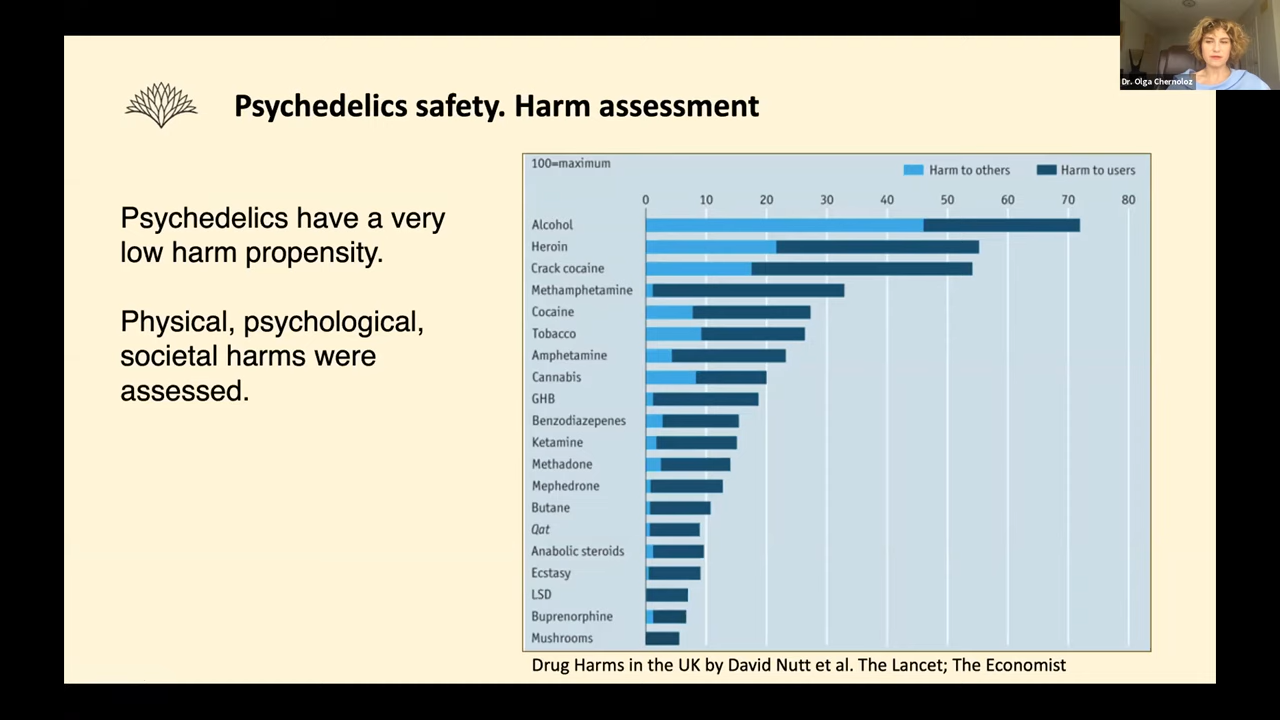 Dr. Olga Chernoloz
Psychedelics safety. Harm assessment
Psychedelics have a very
low harm propensity.
Physical, psychological,
societal harms were
assessed.
100=maximum
Harm to others
Harm to users
0 10 20 30 40 50 60 70 80
Alcohol
Heroin
Crack cocaine
Methamphetamine
Cocaine
Tobacco
Amphetamine
Cannabis
GHB
Benzodiazepenes
Ketamine
Methadone
Mephedrone
Butane
Qat
Anabolic steroids
Ecstasy
LSD
Buprenorphine
Mushrooms
Drug Harms in the UK by David Nutt et al. The Lancet; The Economist